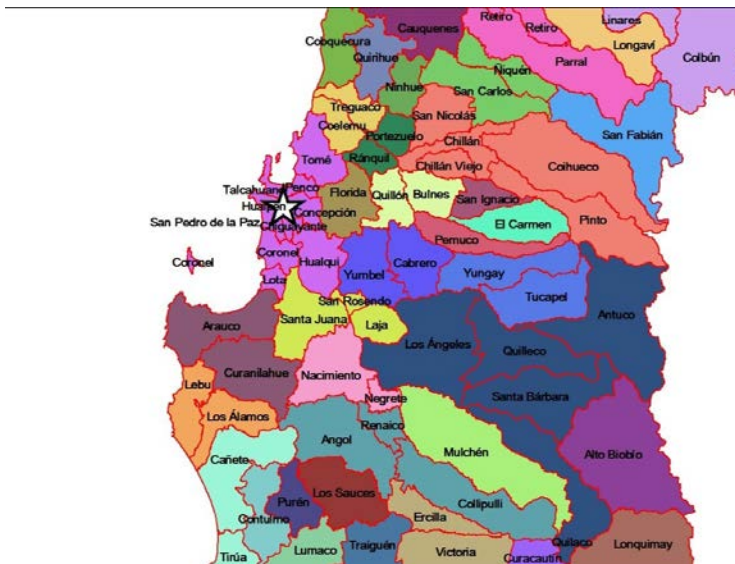 Retiro
Linares
Cauquenes
Retiro
Cobquecura
Longaví
Quirihue
Colbún
Parral
Ñiquén
Ninhue
San Carlos
Treguaco
San Nicolás
Coelemu
Portezuelo
San Fabián
Chillán
Tomé
Ránquil
Chillán Viejo
Coihueco
Talcahuano
Penco
Florida
Quillón
Bulnes
San Ignacio
Hualpén
Concepción
Pinto
San Pedro de la Paz
Chiguayante
El Carmen
Pemuco
Coronel
Coronel
Hualqui
Cabrero
Yumbel
Yungay
Lota
San Rosendo
Tucapel
Antuco
Santa Juana
Laja
Arauco
Los Ángeles
Quilleco
Curanilahue
Nacimiento
Lebu
Negrete
Santa Bárbara
Los Álamos
Renaico
Angol
Mulchén
Alto Biobío
Cañete
Los Sauces
Purén
Collipulli
Contulmo
Ercilla
Quilaco
Tirúa
Lumaco
Traiguén
Victoria
Curacautín
Lonquimay